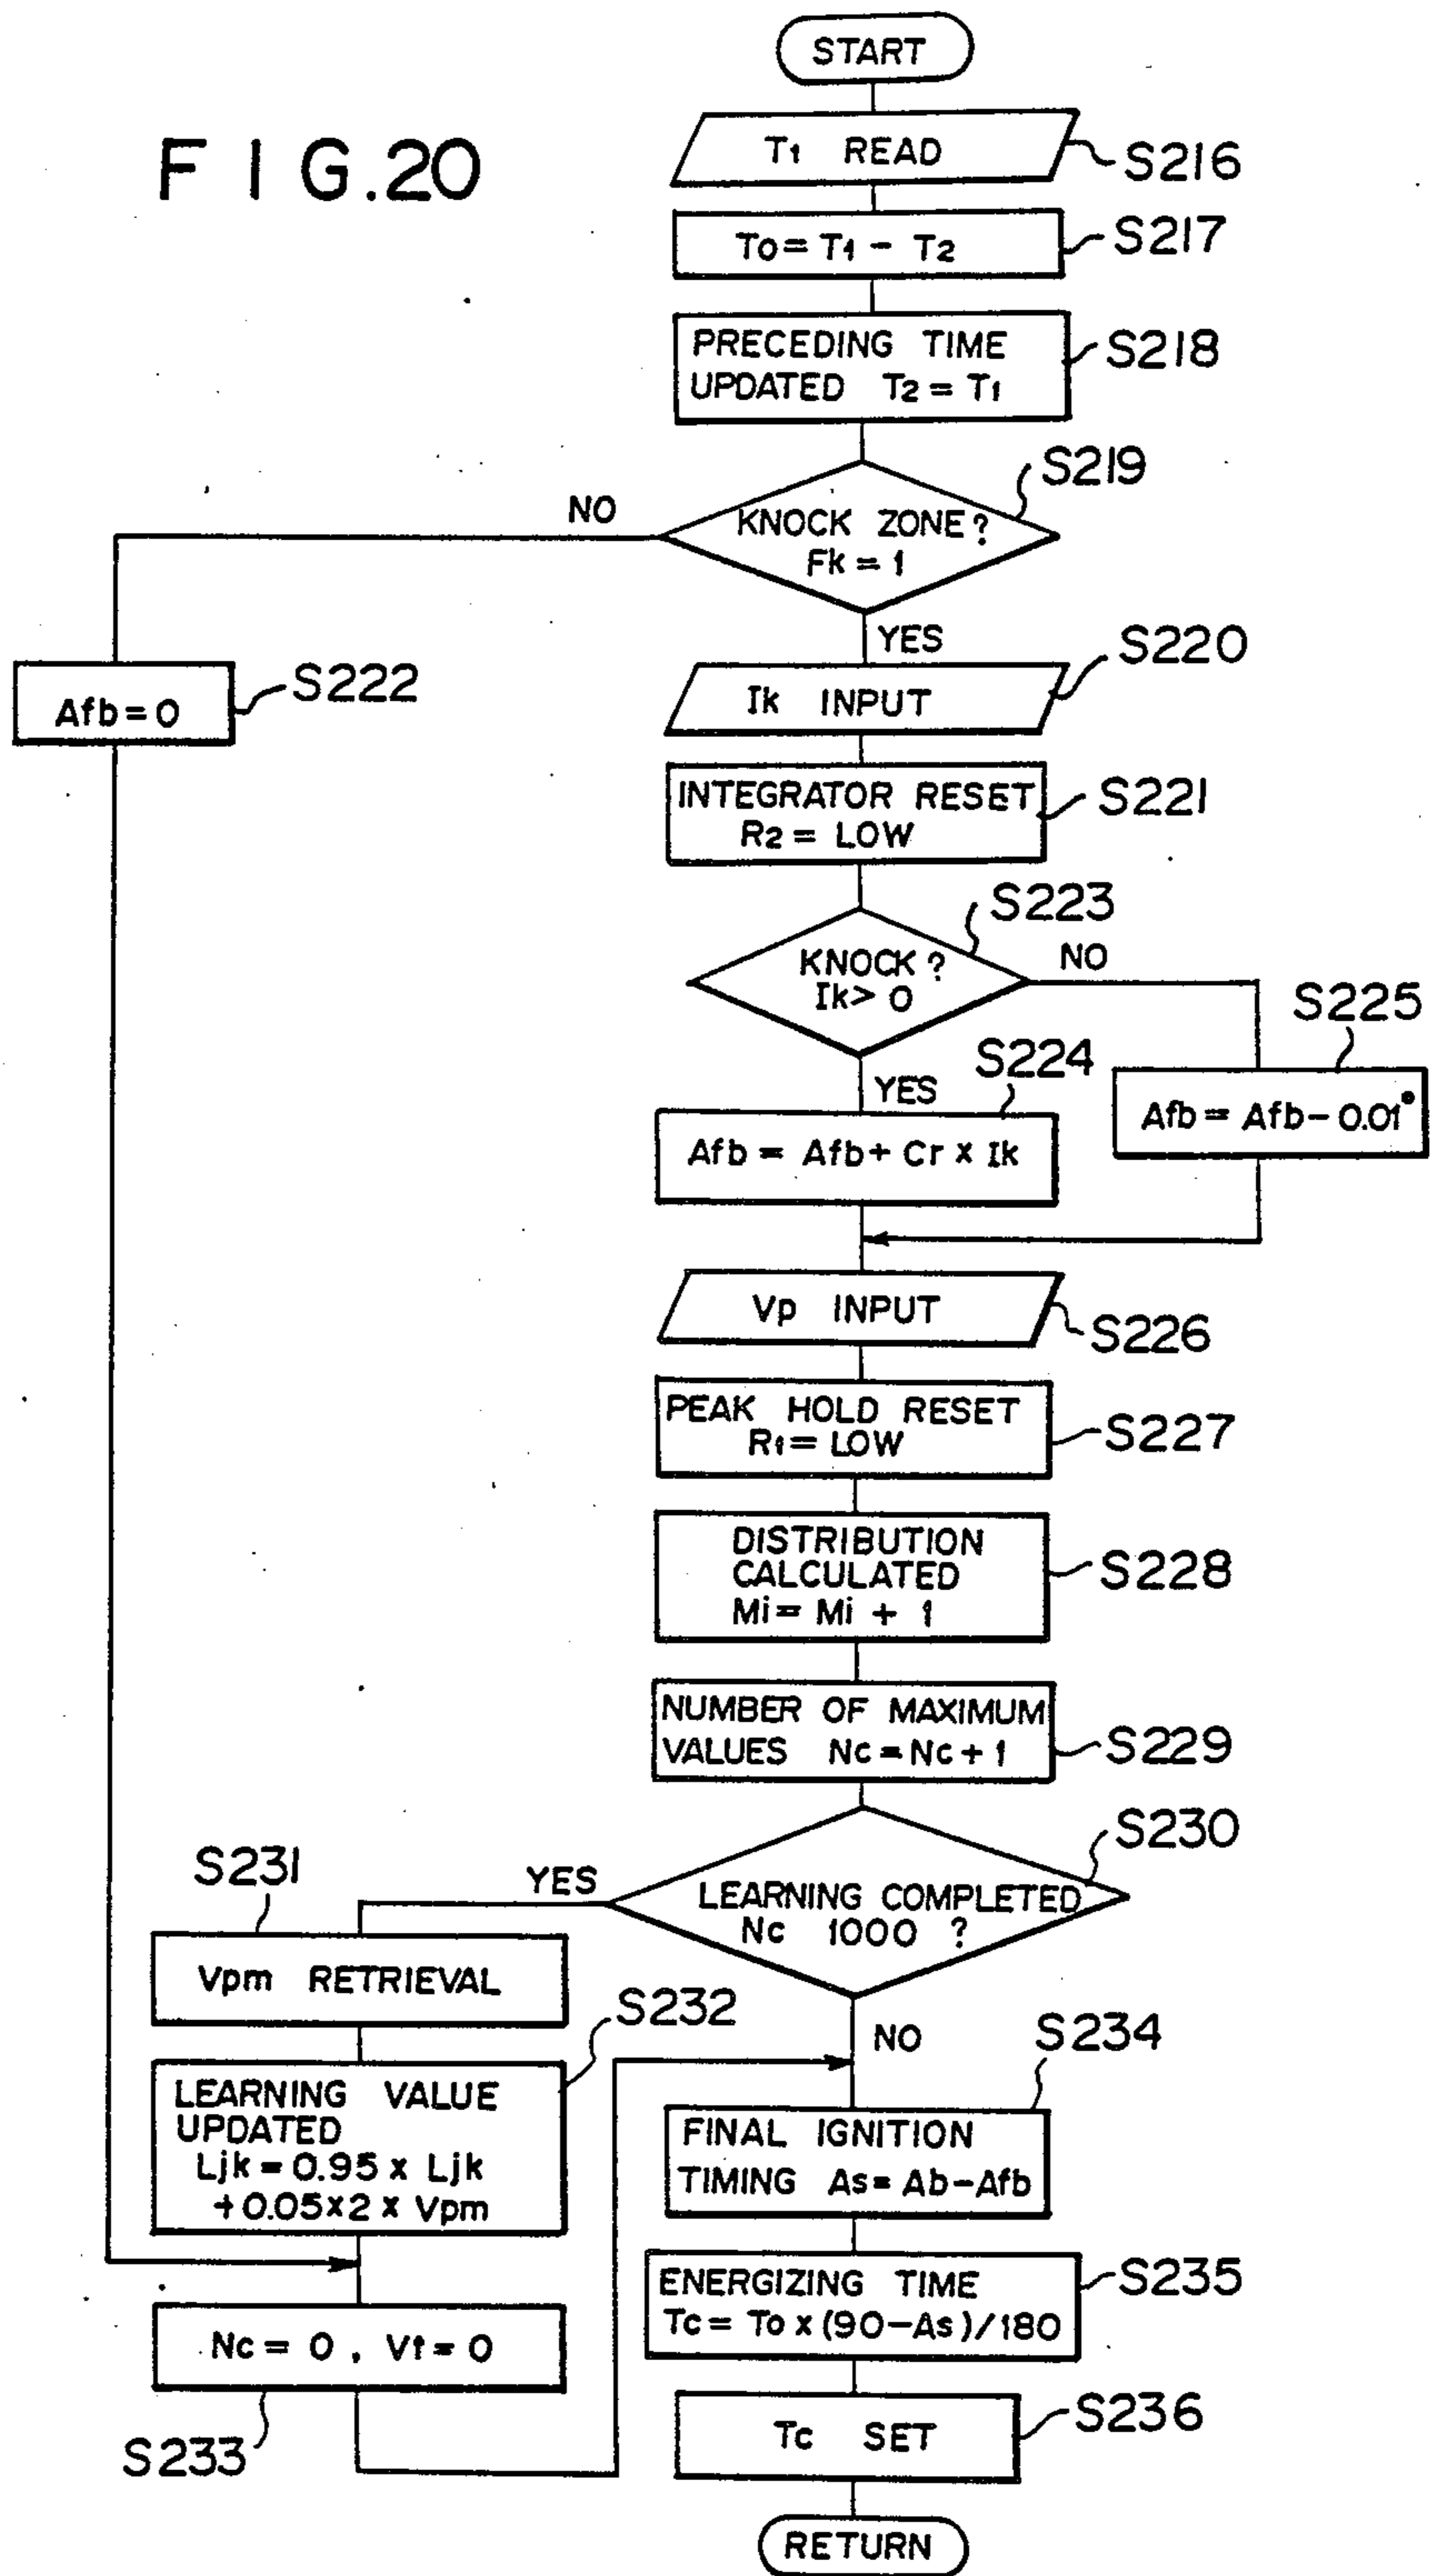 START
F I G.20
T1 READ
S216
To = T1 - T2
S217
PRECEDING TIME
UPDATED T2 = T1
S218
S219
NO
KNOCK ZONE?
Fk = 1
YES
S220
Ik INPUT
S222
Afb = 0
INTEGRATOR RESET
R2 = LOW
S221
S223
KNOCK?
Ik > 0
NO
S225
S224
YES
Afb = Afb - 0.01°
Afb = Afb + Cr x Ik
Vp INPUT
S226
PEAK HOLD RESET
R1 = LOW
S227
DISTRIBUTION
CALCULATED
Mi = Mi + 1
S228
NUMBER OF MAXIMUM
VALUES Nc = Nc + 1
S229
S230
S231
YES
LEARNING COMPLETED
Nc 1000 ?
Vpm RETRIEVAL
S232
NO
S234
LEARNING VALUE
UPDATED
Ljk = 0.95 x Ljk
+ 0.05 x 2 x Vpm
FINAL IGNITION
TIMING As = Ab - Afb
ENERGIZING TIME
Tc = To x (90 - As) / 180
S235
Nc = 0 , Vt = 0
S233
Tc SET
S236
RETURN